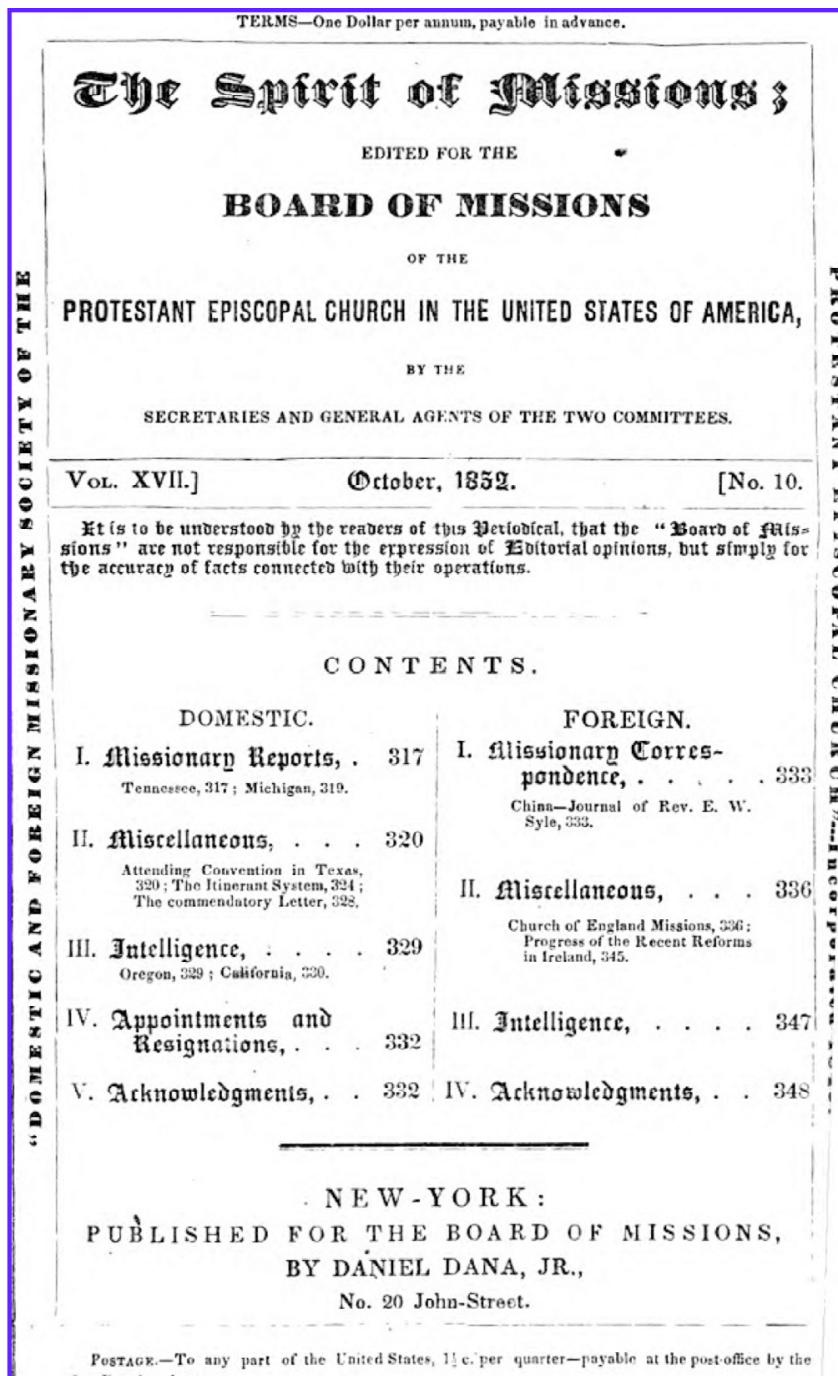 TERMS—One Dollar per annum, payable in advance.
The Spirit of Missions;
EDITED FOR THE
BOARD OF MISSIONS
OF THE
PROTESTANT EPISCOPAL CHURCH IN THE UNITED STATES OF AMERICA,
BY THE
SECRETARIES AND GENERAL AGENTS OF THE TWO COMMITTEES.
VOL. XVII.] October, 1852. [No. 10.
It is to be understood by the readers of this Periodical, that the "Board of Mis-
sions" are not responsible for the expression of Editorial opinions, but simply for
the accuracy of facts connected with their operations.
CONTENTS.
DOMESTIC.
I. Missionary Reports, . 317
Tennessee, 317; Michigan, 319.
II. Miscellaneous, . . . 320
Attending Convention in Texas,
320; The Itinerant System, 324;
The commendatory Letter, 328.
III. Intelligence, . . . . 329
Oregon, 329; California, 330.
IV. Appointments and
Resignations, . . . 332
V. Acknowledgments, . . 332
FOREIGN.
I. Missionary Corres-
pondence, . . . . . 333
China—Journal of Rev. E. W.
Syle, 333.
II. Miscellaneous, . . . 336
Church of England Missions, 336;
Progress of the Recent Reforms
in Ireland, 345.
III. Intelligence, . . . . 347
IV. Acknowledgments, . . 348
NEW-YORK:
PUBLISHED FOR THE BOARD OF MISSIONS,
BY DANIEL DANA, JR.,
No. 20 John-Street.
POSTAGE.—To any part of the United States, 1½ c. per quarter—payable at the post-office by the
"DOMESTIC AND FOREIGN MISSIONARY SOCIETY OF THE
PROTESTANT EPISCOPAL CHURCH"—Incorporated